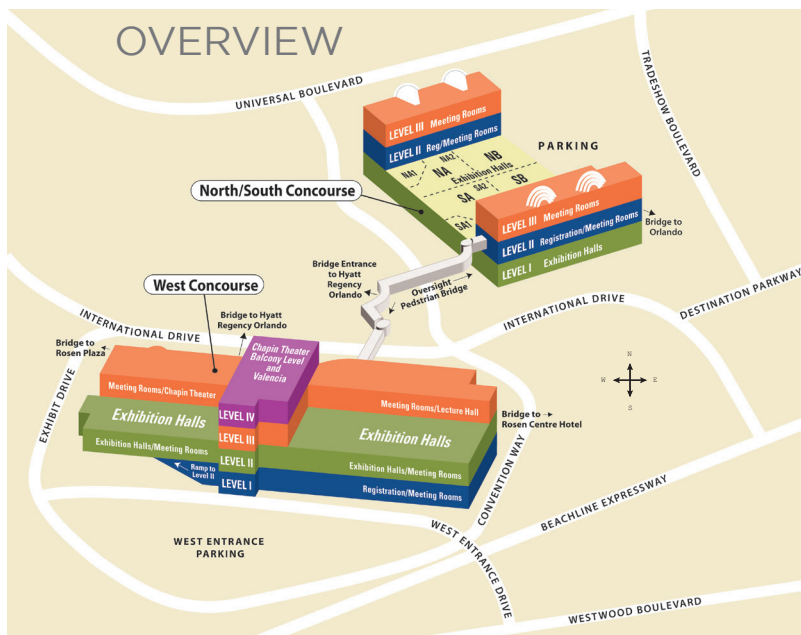 OVERVIEW
UNIVERSAL BOULEVARD
TRADESHOW BOULEVARD
LEVEL III Meeting Rooms
LEVEL II Reg/Meeting Rooms
PARKING
NA1
NA2
NA
NB
Exhibition Halls
SA
SA2
SB
SA1
North/South Concourse
LEVEL III Meeting Rooms
LEVEL II Registration/Meeting Rooms
LEVEL I Exhibition Halls
Bridge to
Orlando
Bridge Entrance
to Hyatt
Regency
Orlando
Oversight
Pedstrian Bridge
West Concourse
Bridge to Hyatt
Regency Orlando
INTERNATIONAL DRIVE
INTERNATIONAL DRIVE
DESTINATION PARKWAY
Bridge to
Rosen Plaza
Chapin Theater
Balcony Level
and
Valencia
Meeting Rooms/Chapin Theater
Meeting Rooms/Lecture Hall
N
W
E
S
EXHIBIT DRIVE
Exhibition Halls
Exhibition Halls
LEVEL IV
LEVEL III
LEVEL II
LEVEL I
Bridge to
Rosen Centre Hotel
Exhibition Halls/Meeting Rooms
Exhibition Halls/Meeting Rooms
Ramp to
Level II
Registration/Meeting Rooms
CONVENTION WAY
BEACHLINE EXPRESSWAY
WEST ENTRANCE
PARKING
WEST ENTRANCE DRIVE
WESTWOOD BOULEVARD